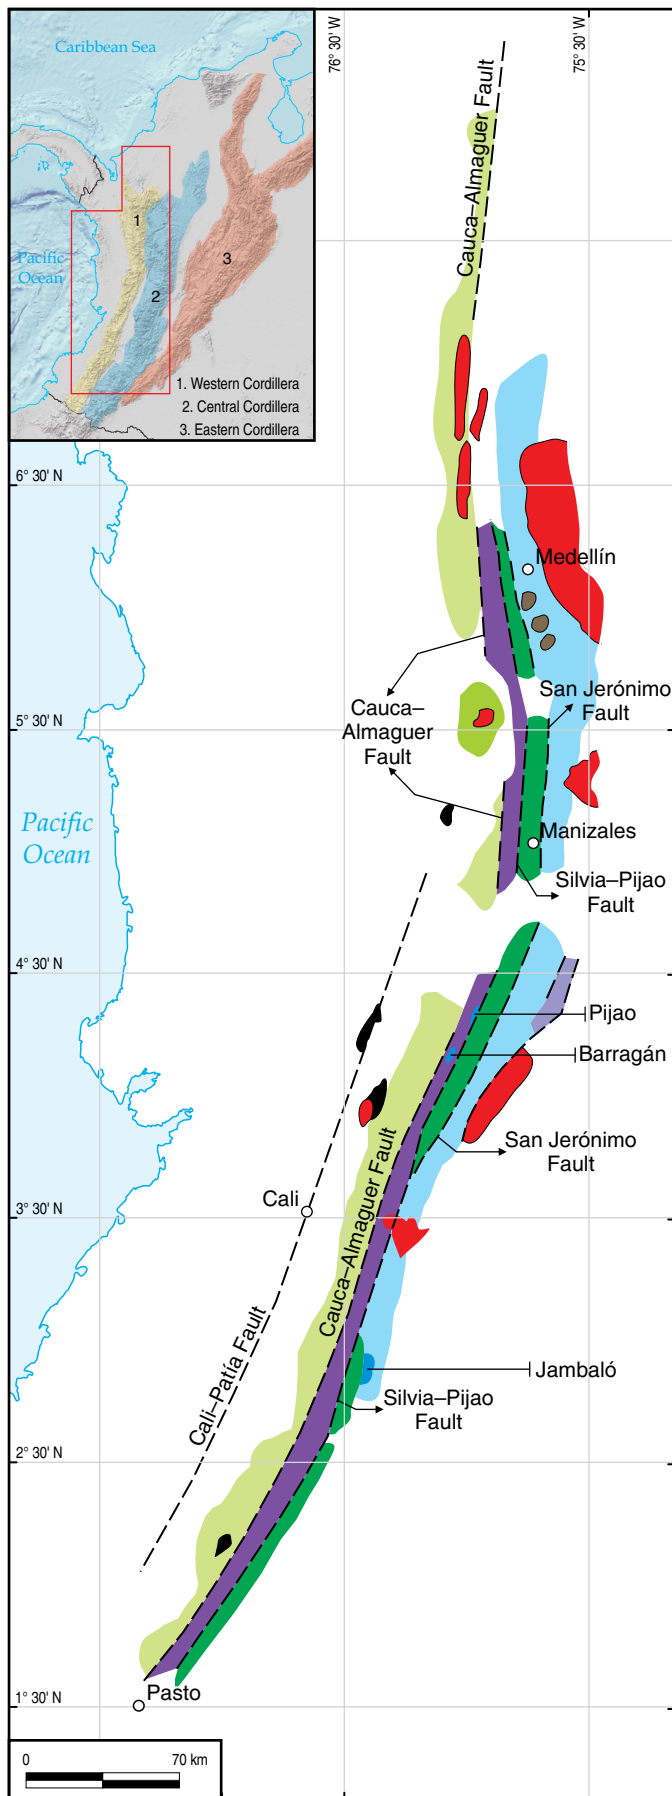 Caribbean Sea
Pacific
Ocean
1
2
3
1. Western Cordillera
2. Central Cordillera
3. Eastern Cordillera
76° 30' W
75° 30' W
Cauca–Almaguer Fault
6° 30' N
Medellín
San Jerónimo
Fault
Cauca–
Almaguer
Fault
5° 30' N
Pacific
Ocean
Manizales
Silvia–Pijao
Fault
4° 30' N
Pijao
Barragán
San Jerónimo
Fault
Cali
3° 30' N
Cauca–Almaguer Fault
Cali–Patía Fault
Jambaló
Silvia–Pijao
Fault
2° 30' N
1° 30' N
Pasto
0
70 km